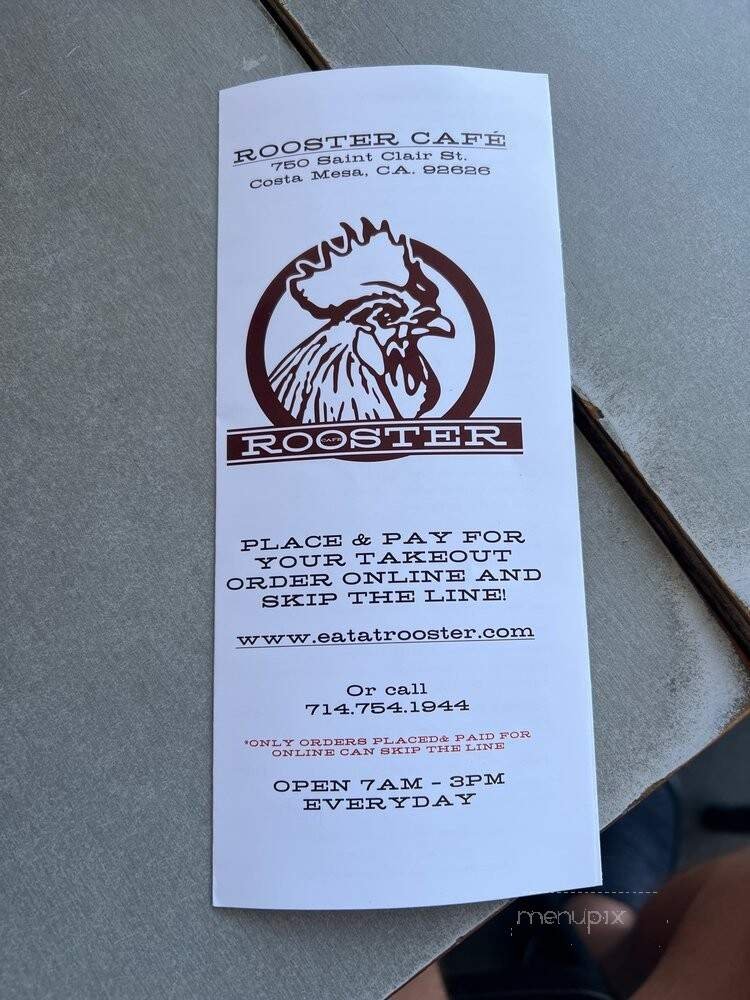 ROOSTER CAFÉ
750 Saint Clair St.
Costa Mesa, CA. 92626
ROOSTER
CAFE
PLACE & PAY FOR
YOUR TAKEOUT
ORDER ONLINE AND
SKIP THE LINE!
www.eatatrooster.com
Or call
714.754.1944
*ONLY ORDERS PLACED& PAID FOR
ONLINE CAN SKIP THE LINE
OPEN 7AM - 3PM
EVERYDAY
menupix